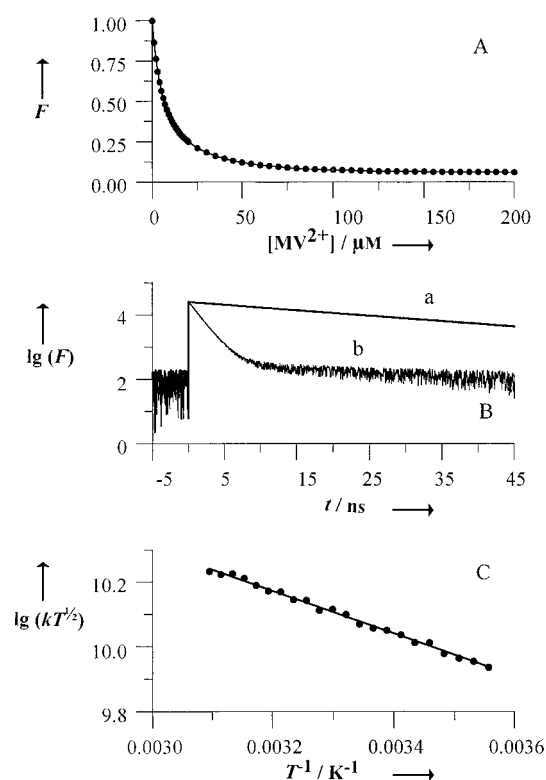 A
1.00
0.75
0.50
0.25
0.00
F
0 50 100 150 200
[MV²⁺] / µM
a
b
B
4
2
0
lg (F)
-5 5 15 25 35 45
t / ns
C
10.2
10.0
9.8
lg (kT^½)
0.0030 0.0032 0.0034 0.0036
T⁻¹ / K⁻¹